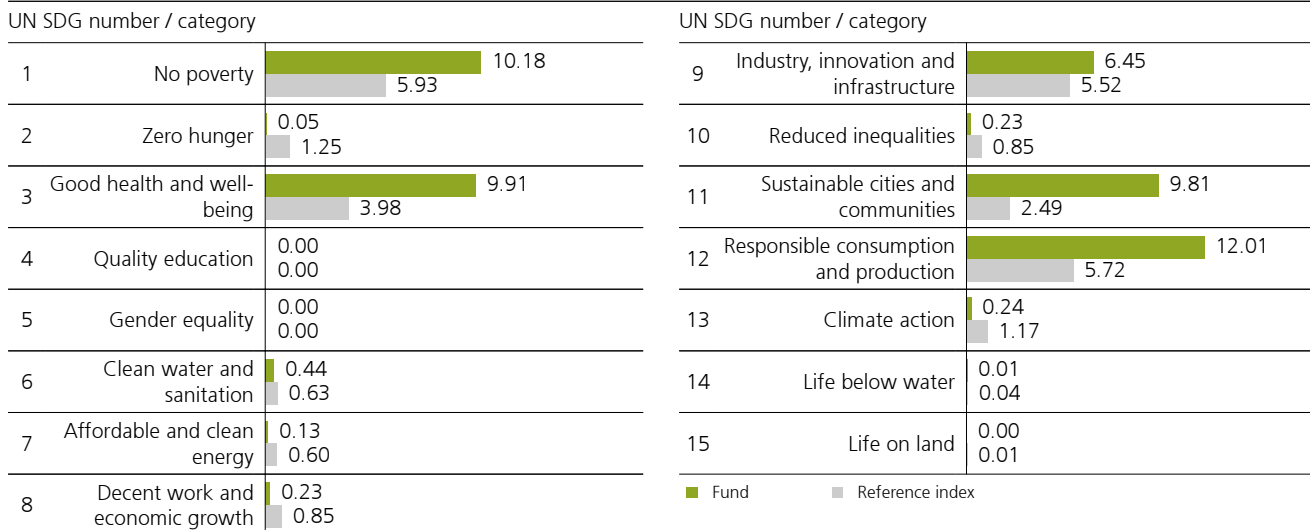 UN SDG number / category
1 No poverty 10.18
5.93
2 Zero hunger 0.05
1.25
3 Good health and well-
being 9.91
3.98
4 Quality education 0.00
0.00
5 Gender equality 0.00
0.00
6 Clean water and
sanitation 0.44
0.63
7 Affordable and clean
energy 0.13
0.60
8 Decent work and
economic growth 0.23
0.85
UN SDG number / category
9 Industry, innovation and
infrastructure 6.45
5.52
10 Reduced inequalities 0.23
0.85
11 Sustainable cities and
communities 9.81
2.49
12 Responsible consumption
and production 12.01
5.72
13 Climate action 0.24
1.17
14 Life below water 0.01
0.04
15 Life on land 0.00
0.01
Fund Reference index